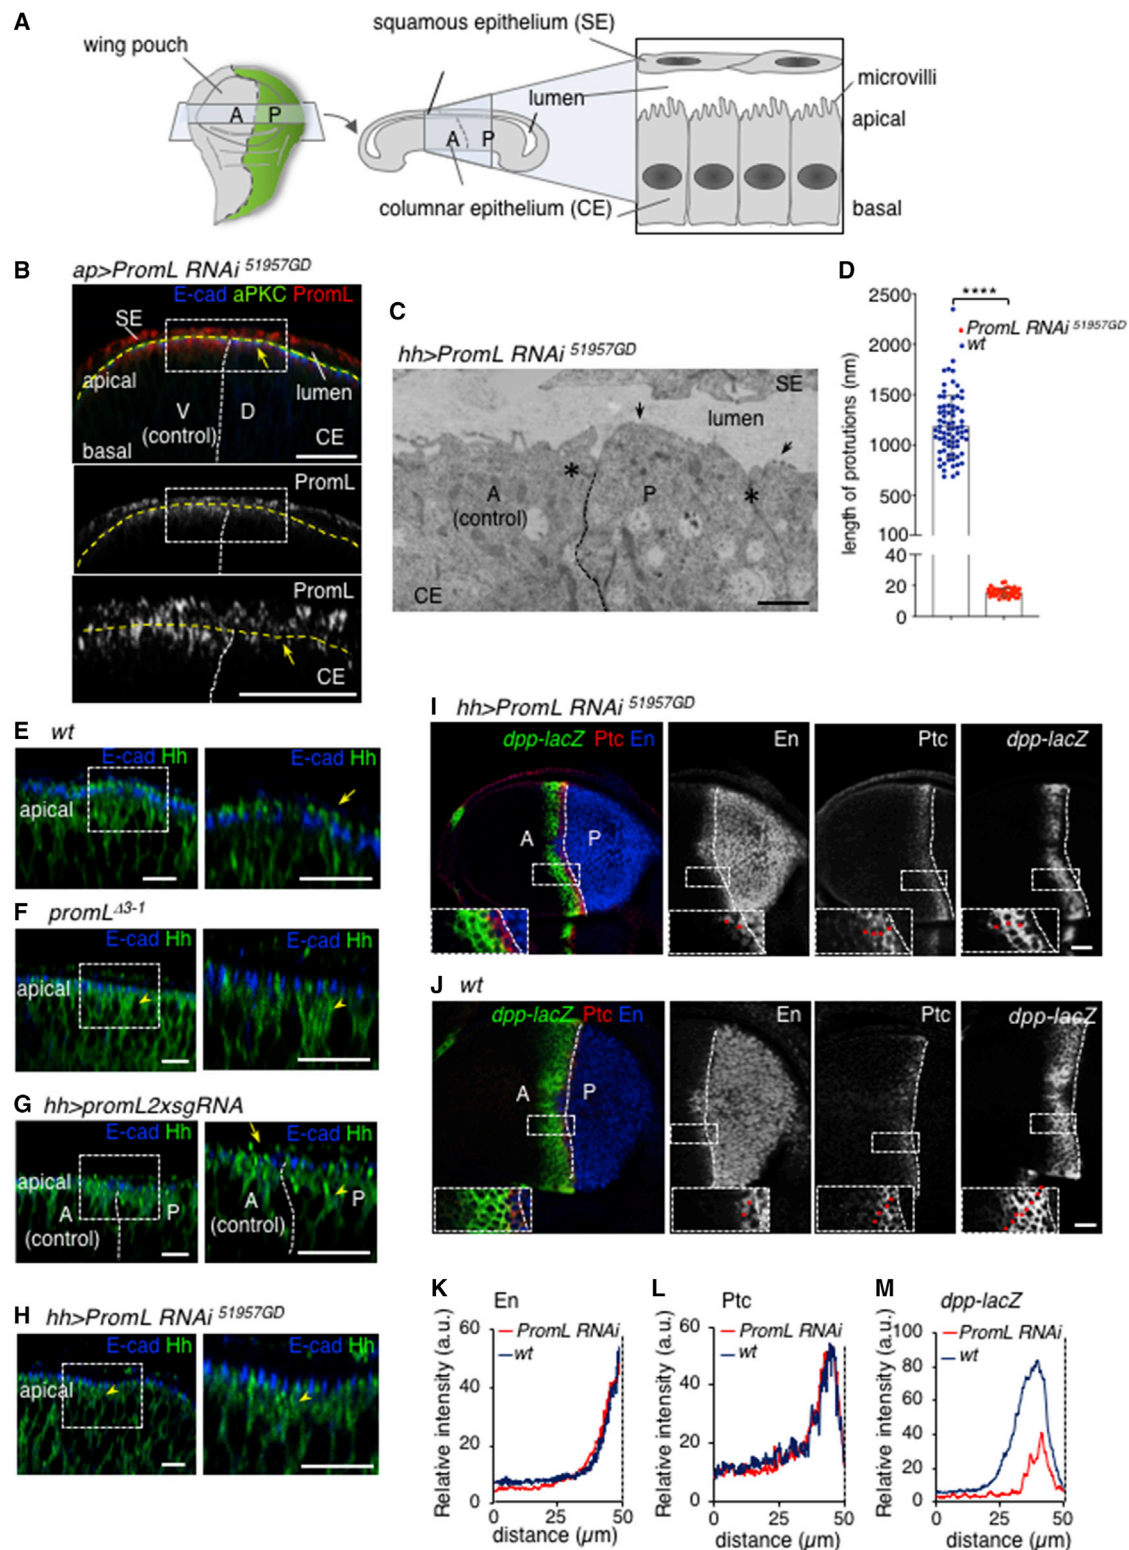 A
wing pouch
A P
squamous epithelium (SE)
lumen
A P
columnar epithelium (CE)
microvilli
apical
basal
B
ap>PromL RNAi 51957GD
E-cad aPKC PromL
SE
apical
lumen
V
(control)
D
basal
CE
PromL
PromL
CE
C
hh>PromL RNAi 51957GD
SE
lumen
*
*
A
(control)
P
CE
D
****
2500
PromL RNAi 51957GD
wt
2000
1500
1000
500
100
40
20
0
length of protrutions (nm)
E wt
E-cad Hh
apical
E-cad Hh
F promLΔ3-1
E-cad Hh
apical
E-cad Hh
G hh>promL2xsgRNA
E-cad Hh
apical
A
(control)
P
E-cad Hh
A
(control)
P
H hh>PromL RNAi 51957GD
E-cad Hh
apical
E-cad Hh
I hh>PromL RNAi 51957GD
dpp-lacZ Ptc En
A P
En
Ptc
dpp-lacZ
J wt
dpp-lacZ Ptc En
A P
En
Ptc
dpp-lacZ
K En
PromL RNAi
wt
Relative intensity (a.u.)
60
40
20
0
0 25 50
distance (µm)
L Ptc
PromL RNAi
wt
Relative intensity (a.u.)
60
40
20
0
0 25 50
distance (µm)
M dpp-lacZ
PromL RNAi
wt
Relative intensity (a.u.)
100
80
60
40
20
0
0 25 50
distance (µm)